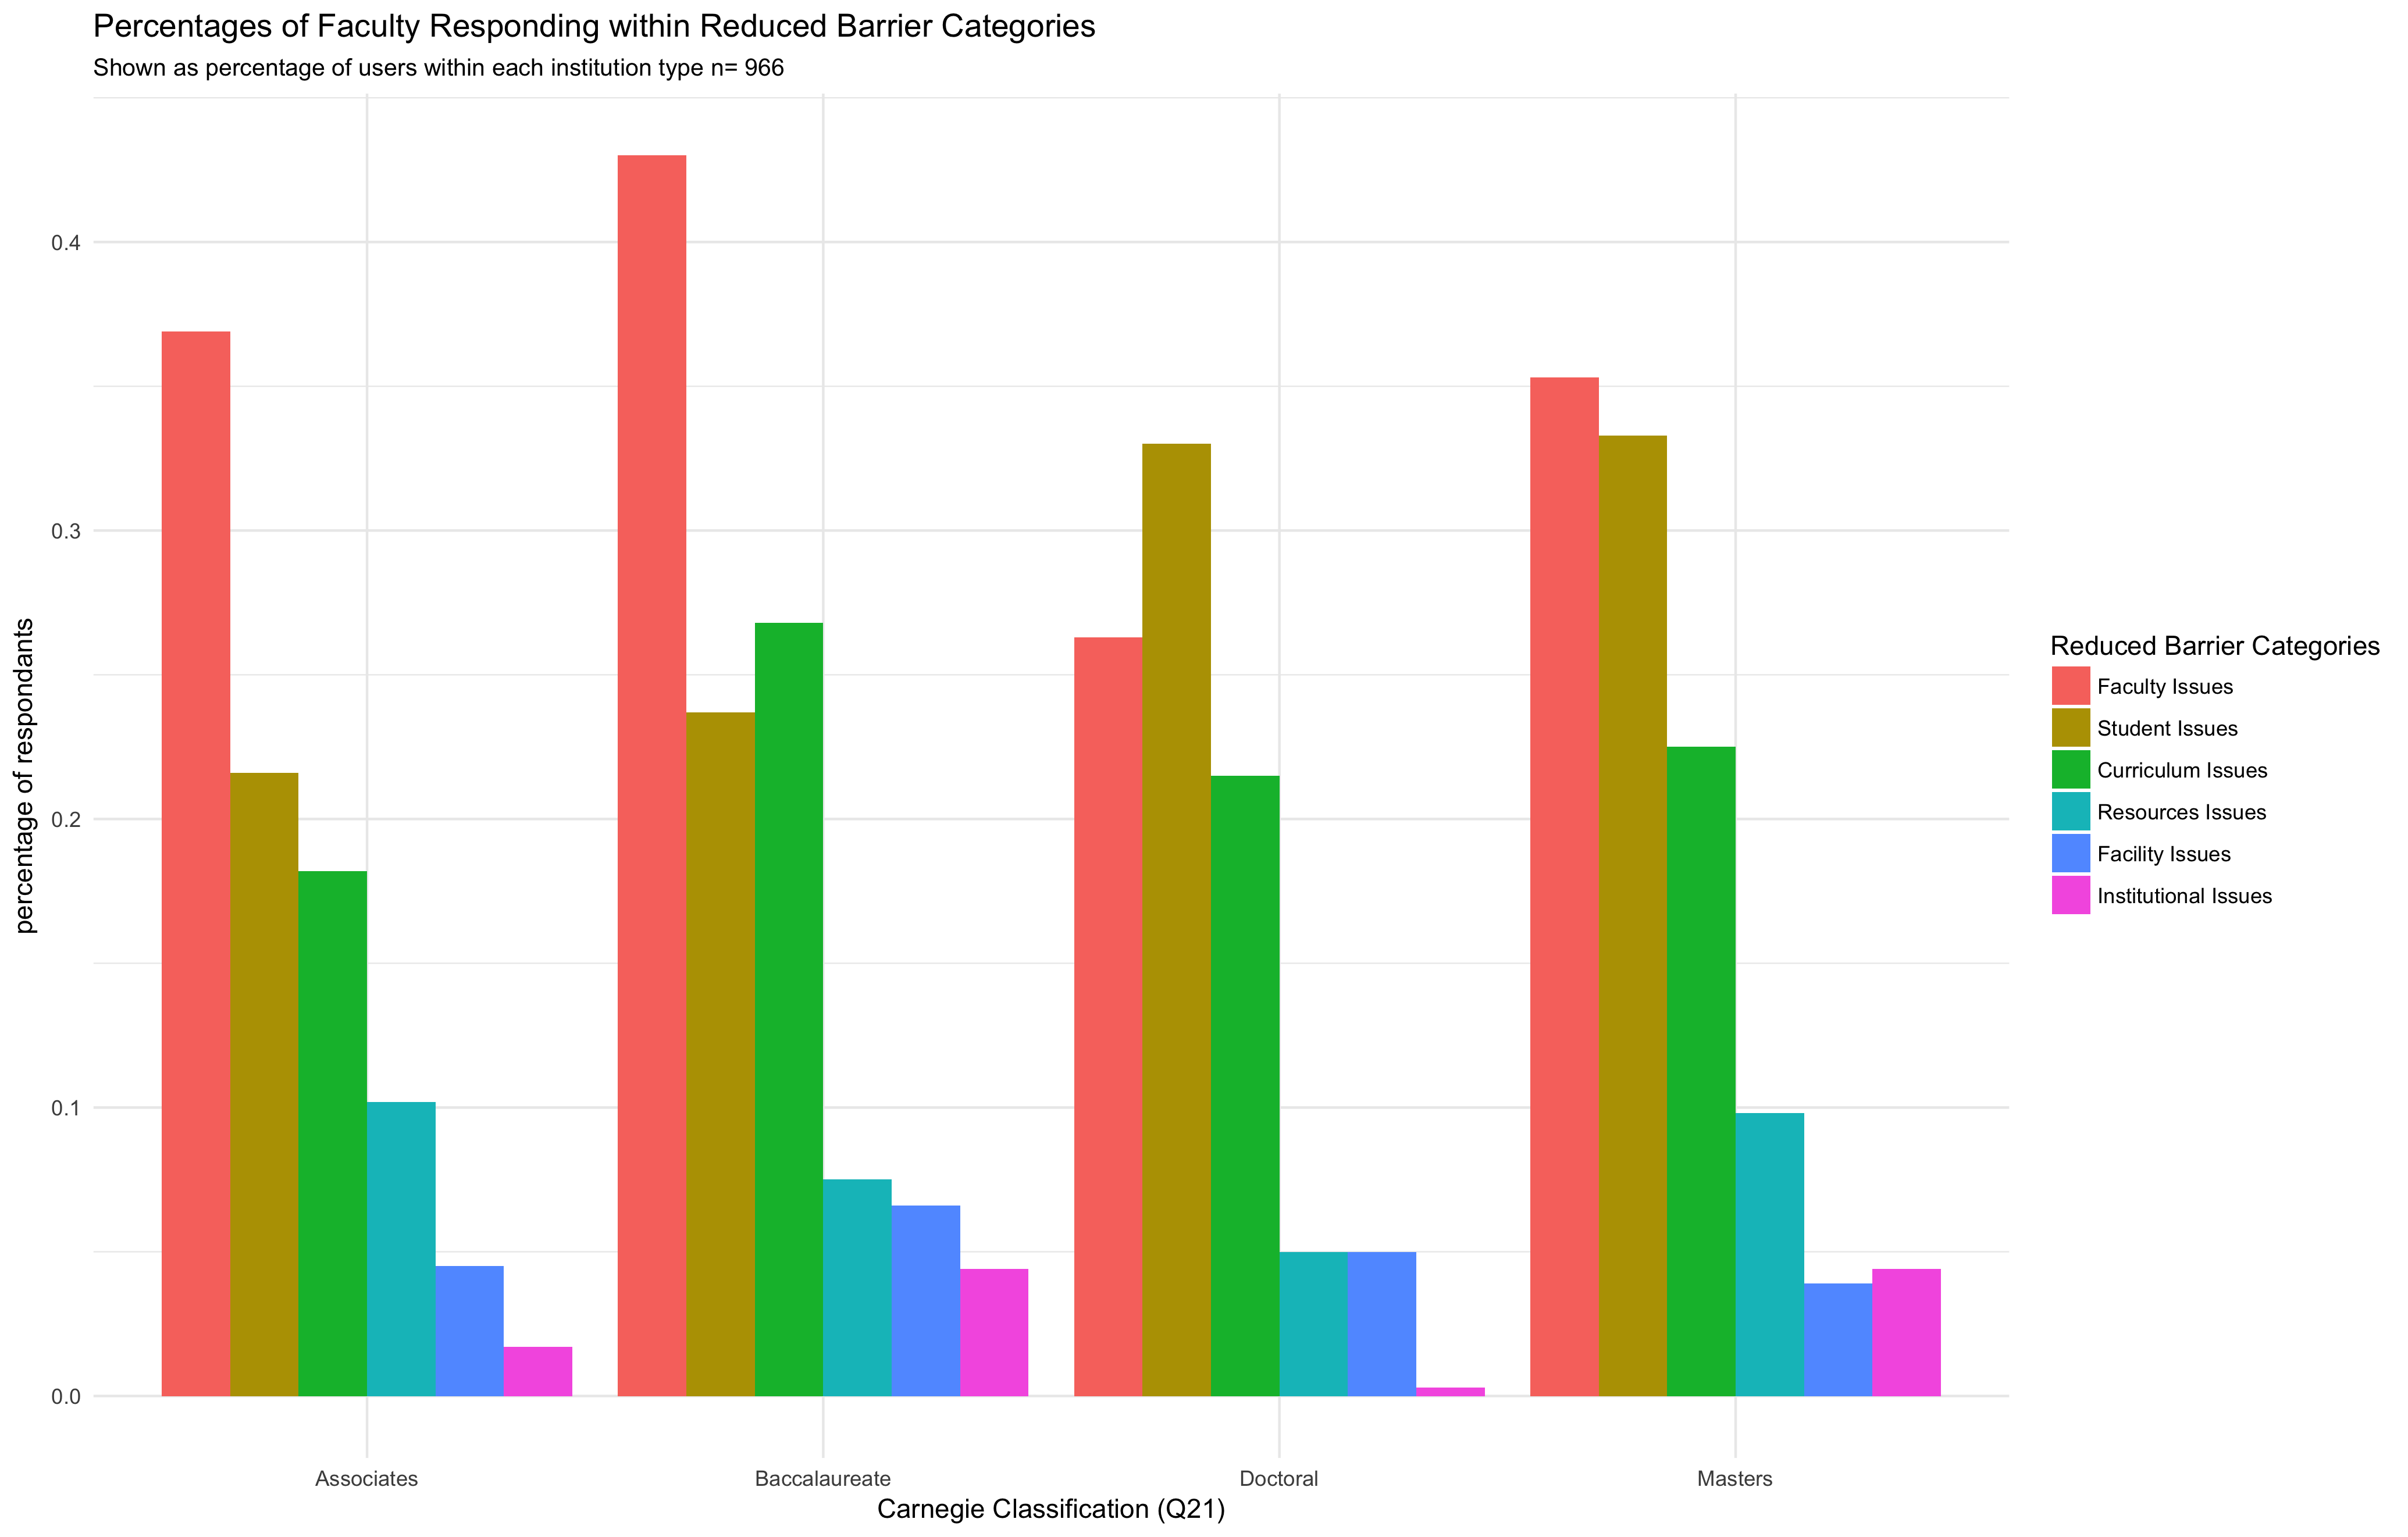 Percentages of Faculty Responding within Reduced Barrier Categories
Shown as percentage of users within each institution type n= 966
percentage of respondants
0.4
0.3
0.2
0.1
0.0
Associates
Baccalaureate
Doctoral
Masters
Carnegie Classification (Q21)
Reduced Barrier Categories
Faculty Issues
Student Issues
Curriculum Issues
Resources Issues
Facility Issues
Institutional Issues